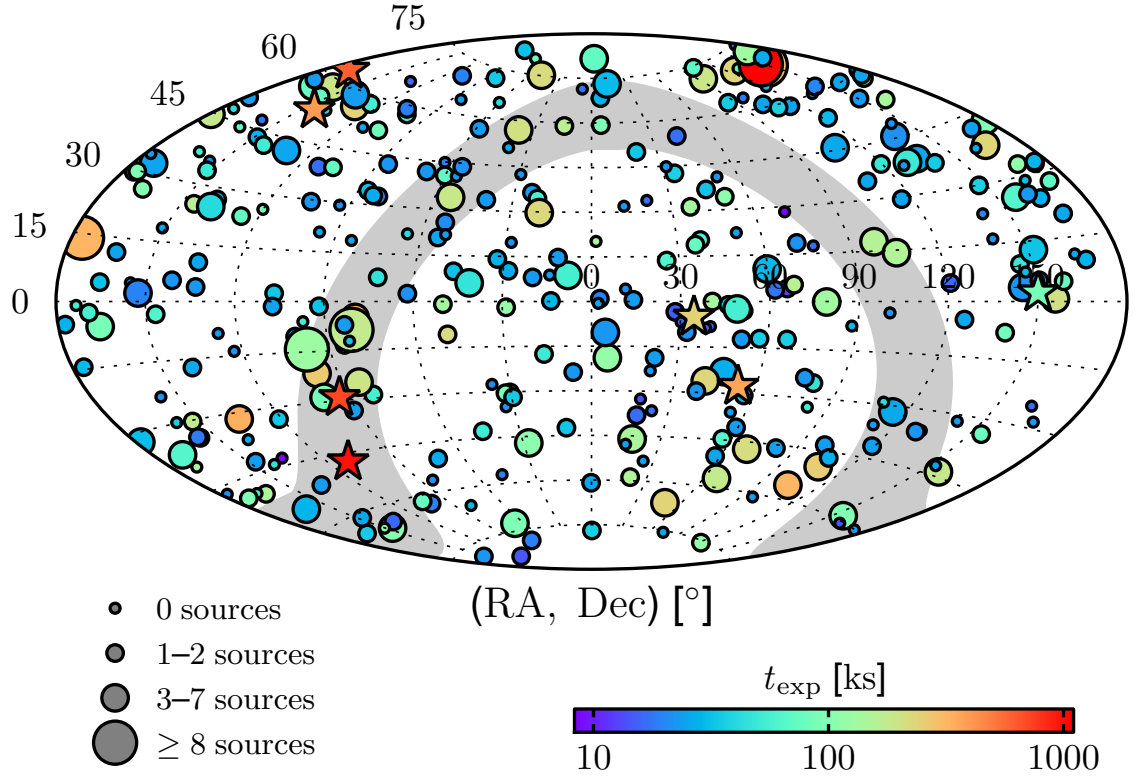 75
60
45
30
15
0
0 30 60 90 120 150
(RA, Dec) [°]
0 sources
1–2 sources
3–7 sources
≥ 8 sources
t_exp [ks]
10 100 1000